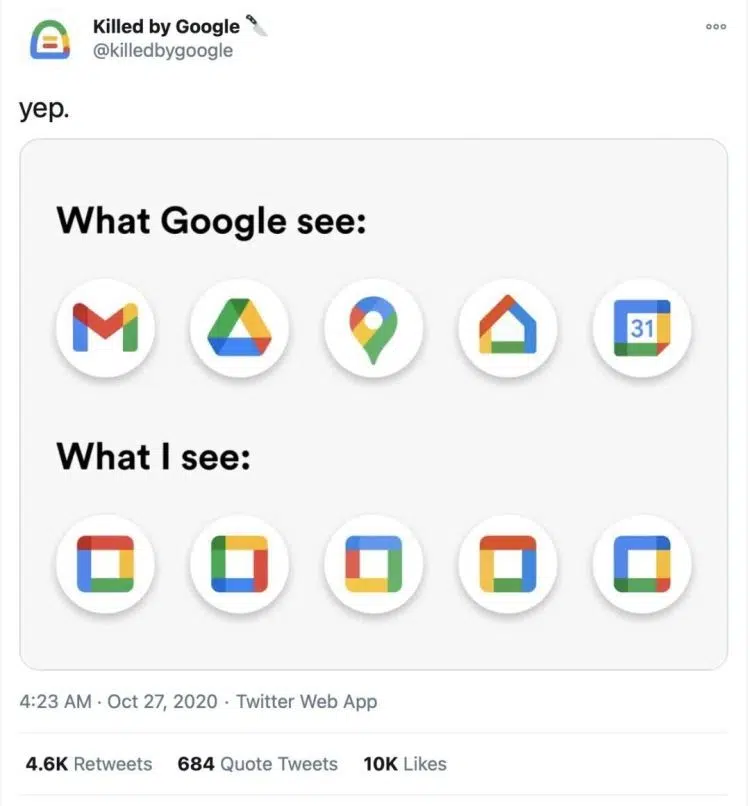 Killed by Google 🔪
@killedbygoogle
yep.
What Google see:
31
What I see:
4:23 AM · Oct 27, 2020 · Twitter Web App
4.6K Retweets 684 Quote Tweets 10K Likes